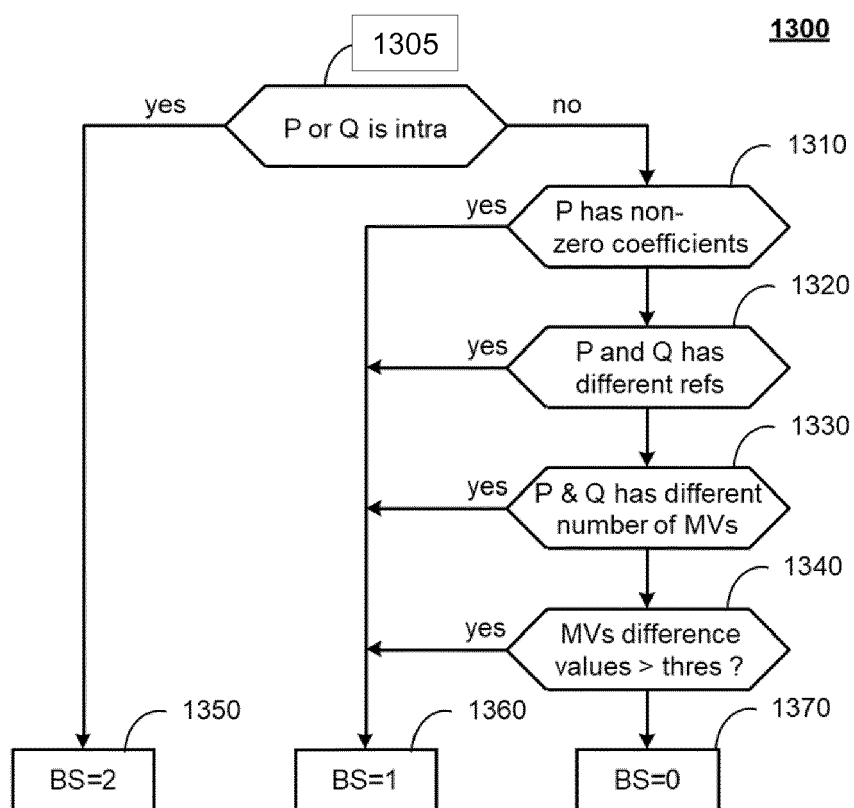 1300
1305
yes
no
P or Q is intra
1310
yes
P has non-
zero coefficients
1320
yes
P and Q has
different refs
1330
yes
P & Q has different
number of MVs
1340
yes
MVs difference
values > thres ?
1350
1360
1370
BS=2
BS=1
BS=0